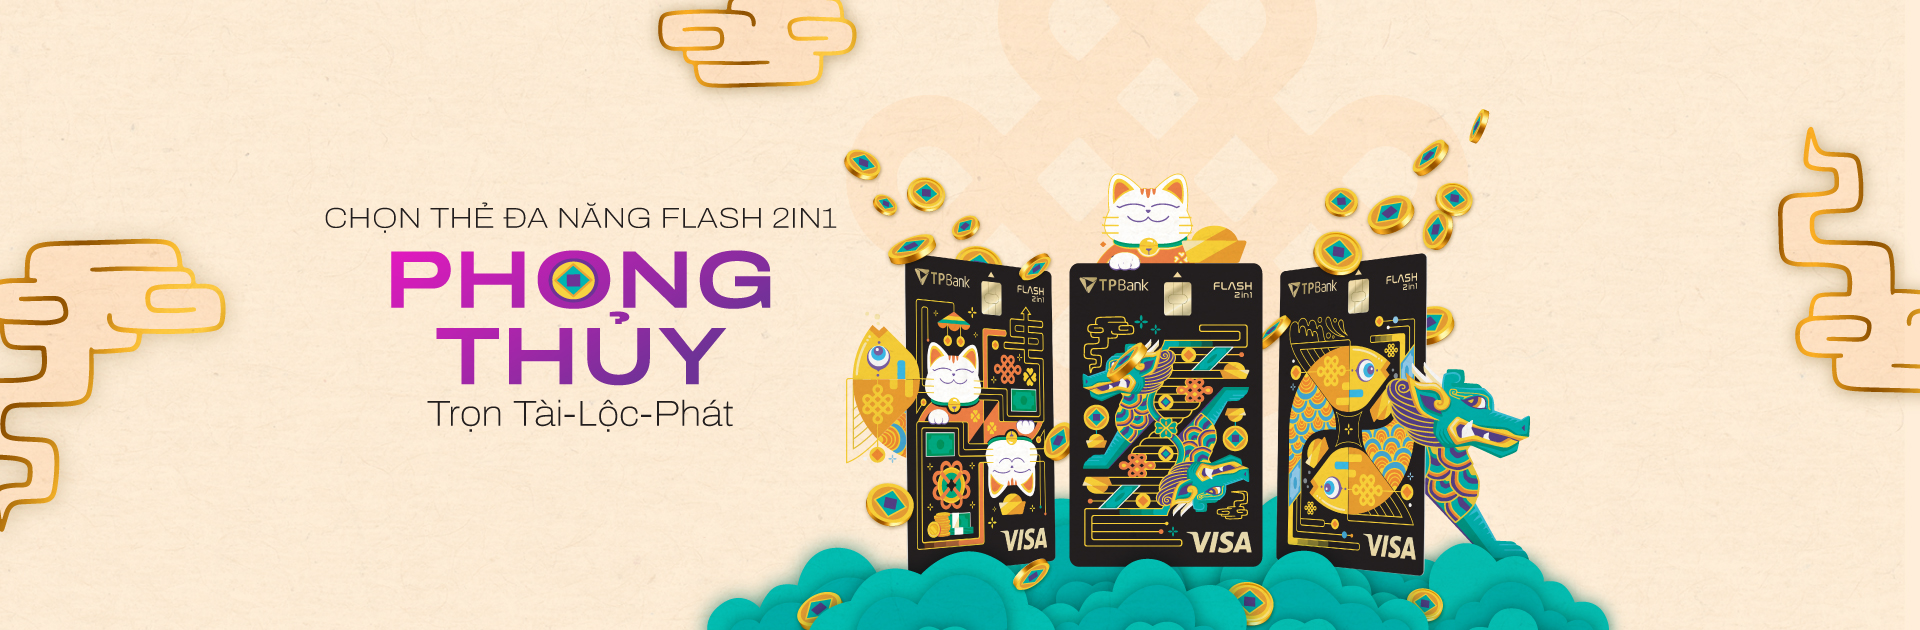 CHỌN THẺ ĐA NĂNG FLASH 2IN1
PHONG
THỦY
Trọn Tài-Lộc-Phát
TPBank
FLASH
2in1
VISA
TPBank
FLASH
2in1
VISA
TPBank
FLASH
2in1
VISA